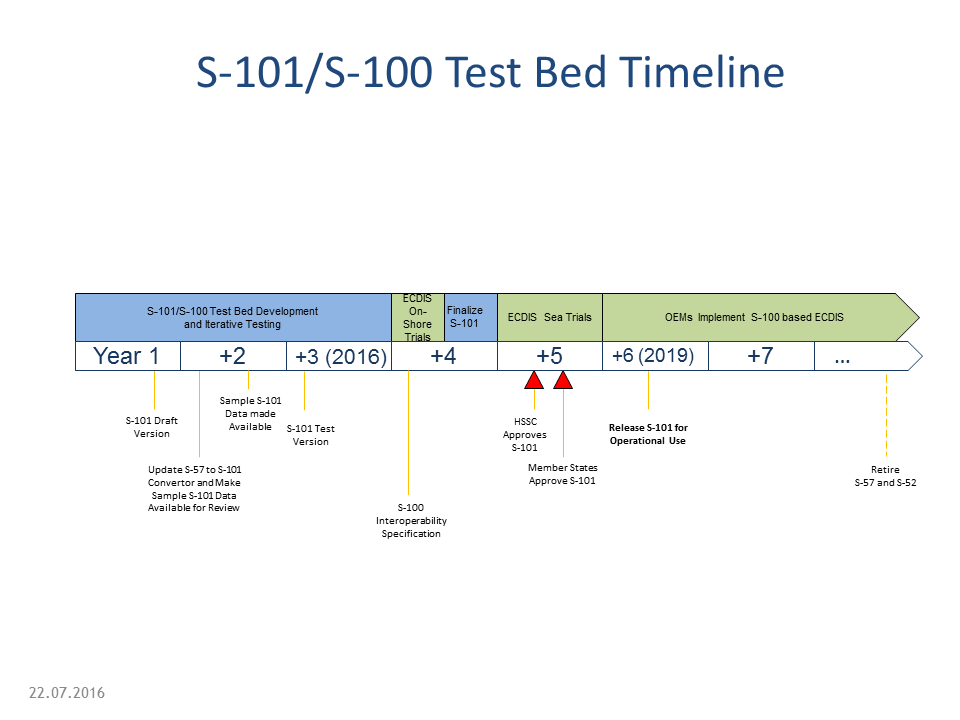 S-101/S-100 Test Bed Timeline
S-101/S-100 Test Bed Development
and Iterative Testing
ECDIS
On-
Shore
Trials
Finalize
S-101
ECDIS Sea Trials
OEMs Implement S-100 based ECDIS
Year 1
+2
+3 (2016)
+4
+5
+6 (2019)
+7
...
S-101 Draft
Version
Update S-57 to S-101
Convertor and Make
Sample S-101 Data
Available for Review
Sample S-101
Data made
Available
S-101 Test
Version
S-100
Interoperability
Specification
HSSC
Approves
S-101
Member States
Approve S-101
Release S-101 for
Operational Use
Retire
S-57 and S-52
22.07.2016